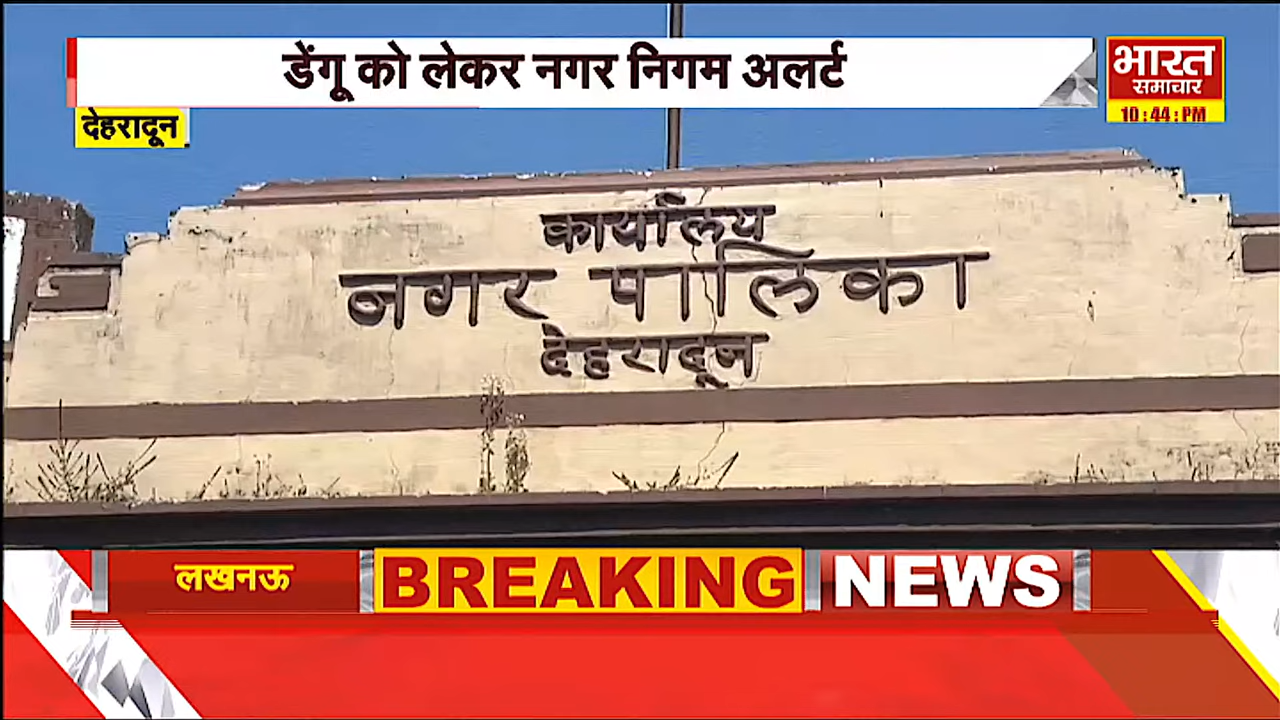 डेंगू को लेकर नगर निगम अलर्ट
भारत
समाचार
10:44:PM
देहरादून
कार्यालय
नगर पालिका
देहरादून
लखनऊ
BREAKING NEWS